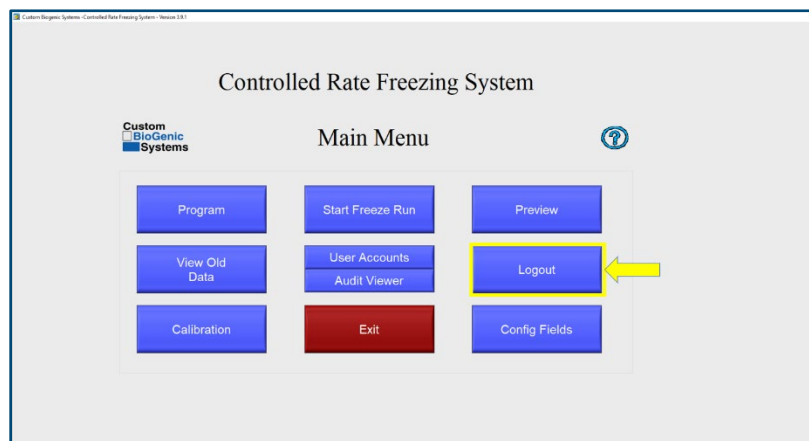 Custom Biogenic Systems - Controlled Rate Freezing System - Version 3.9.1
Controlled Rate Freezing System
Custom
BioGenic
Systems
Main Menu
?
Program
Start Freeze Run
Preview
View Old
Data
User Accounts
Audit Viewer
Logout
Calibration
Exit
Config Fields